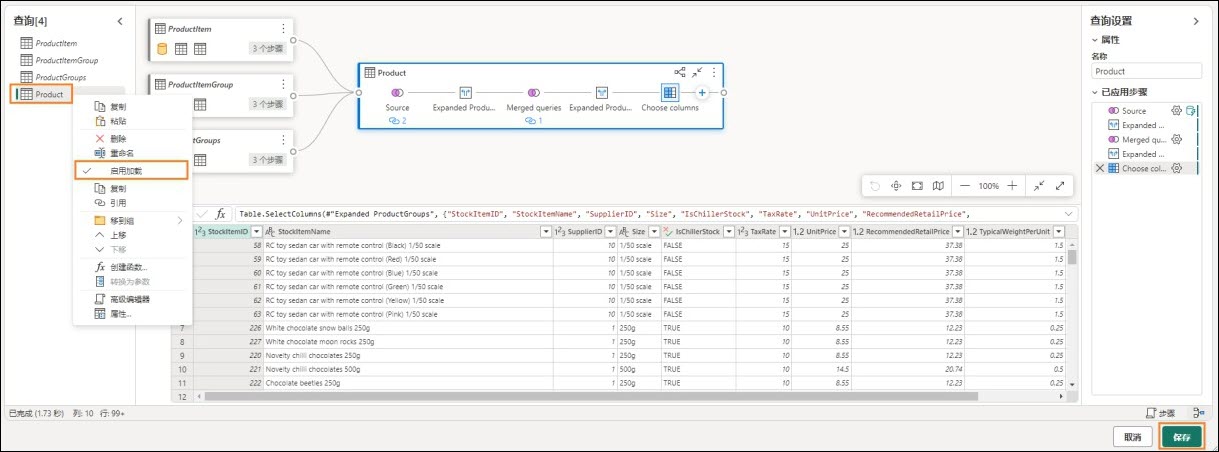 查询[4]
ProductItem
ProductItemGroup
ProductGroups
Product
复制
粘贴
删除
重命名
启用加载
复制
引用
移到组
上移
下移
创建函数...
转换为参数
高级编辑器
属性...
ProductItem
3 个步骤
ProductItemGroup
3 个步骤
ctGroups
3 个步骤
Product
Source
Expanded Produ...
Merged queries
Expanded Produ...
Choose columns
2
1
100%
fx Table.SelectColumns(#"Expanded ProductGroups", {"StockItemID", "StockItemName", "SupplierID", "Size", "IsChillerStock", "TaxRate", "UnitPrice", "RecommendedRetailPrice",
StockItemID StockItemName SupplierID Size IsChillerStock TaxRate UnitPrice RecommendedRetailPrice TypicalWeightPerUnit
58 RC toy sedan car with remote control (Black) 1/50 scale 10 1/50 scale FALSE 15 25 37.38 1.5
59 RC toy sedan car with remote control (Red) 1/50 scale 10 1/50 scale FALSE 15 25 37.38 1.5
60 RC toy sedan car with remote control (Blue) 1/50 scale 10 1/50 scale FALSE 15 25 37.38 1.5
61 RC toy sedan car with remote control (Green) 1/50 scale 10 1/50 scale FALSE 15 25 37.38 1.5
62 RC toy sedan car with remote control (Yellow) 1/50 scale 10 1/50 scale FALSE 15 25 37.38 1.5
63 RC toy sedan car with remote control (Pink) 1/50 scale 10 1/50 scale FALSE 15 25 37.38 1.5
7 226 White chocolate snow balls 250g 1 250g TRUE 10 8.55 12.23 0.25
8 227 White chocolate moon rocks 250g 1 250g TRUE 10 8.55 12.23 0.25
9 220 Novelty chilli chocolates 250g 1 250g TRUE 10 8.55 12.23 0.25
10 221 Novelty chilli chocolates 500g 1 500g TRUE 10 14.5 20.74 0.5
11 222 Chocolate beetles 250g 1 250g TRUE 10 8.55 12.23 0.25
12
查询设置
属性
名称
Product
已应用步骤
Source
Expanded ...
Merged qu...
Expanded ...
Choose col...
已完成 (1.73 秒) 列: 10 行: 99+
步骤
取消
保存